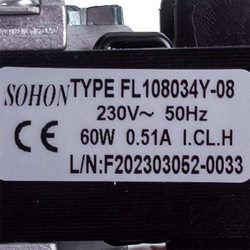 SOHON TYPE FL108034Y-08
230V~ 50Hz
CE 60W 0.51A I.CL.H
L/N:F202303052-0033